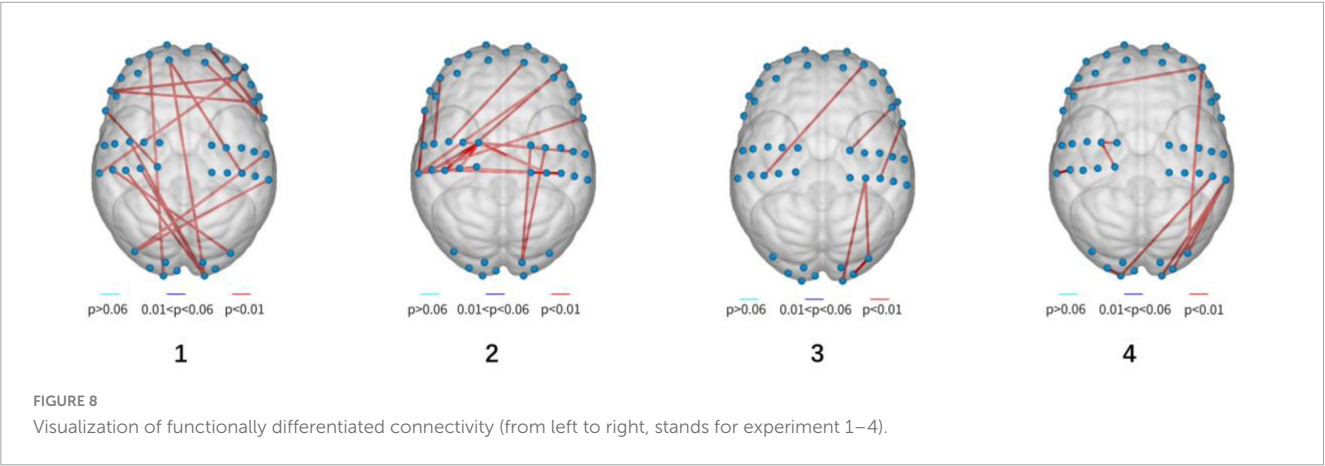 p>0.06 0.01<p<0.06 p<0.01
p>0.06 0.01<p<0.06 p<0.01
p>0.06 0.01<p<0.06 p<0.01
p>0.06 0.01<p<0.06 p<0.01
1
2
3
4
FIGURE 8
Visualization of functionally differentiated connectivity (from left to right, stands for experiment 1–4).